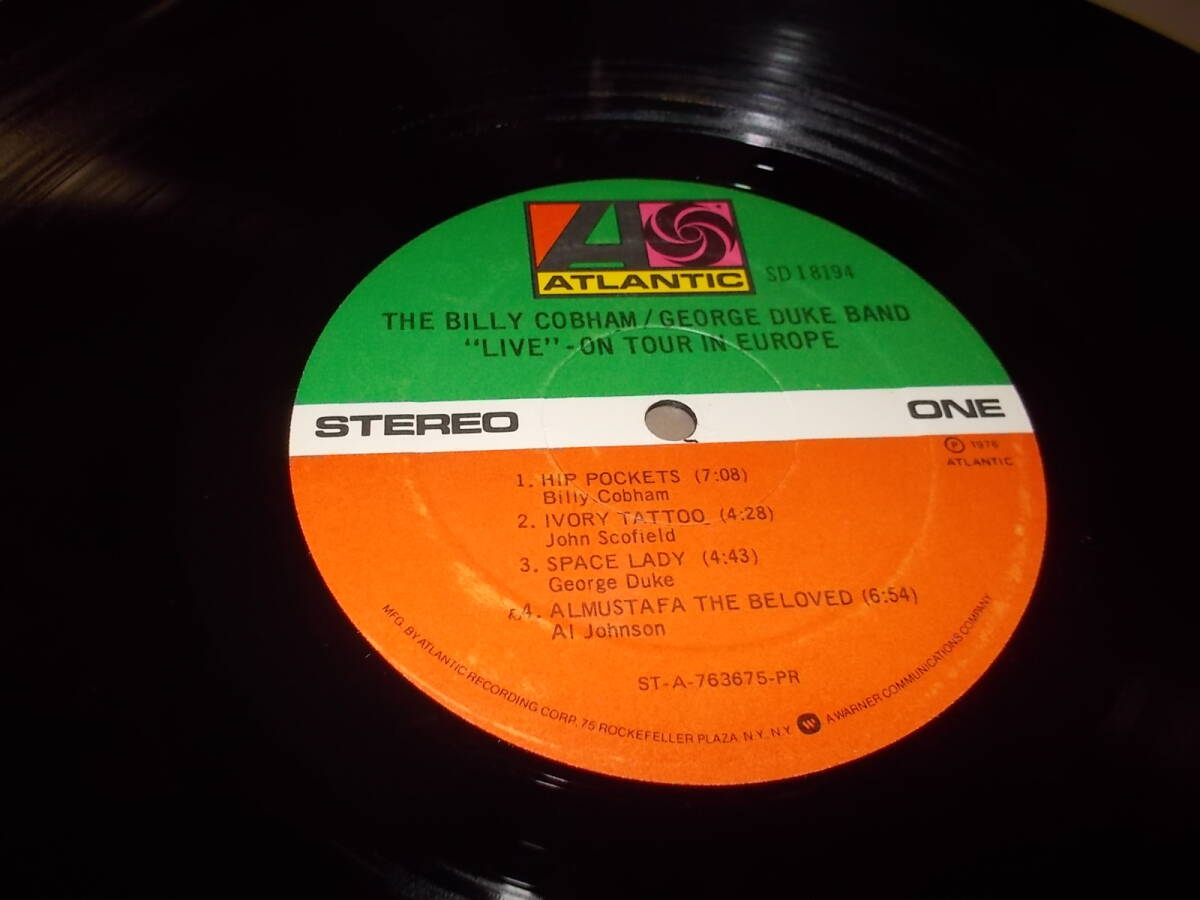 ATLANTIC
SD 18194
THE BILLY COBHAM/GEORGE DUKE BAND
"LIVE"-ON TOUR IN EUROPE
STEREO
ONE
Ⓟ 1976
ATLANTIC
1. HIP POCKETS (7:08)
Billy Cobham
2. IVORY TATTOO (4:28)
John Scofield
3. SPACE LADY (4:43)
George Duke
4. ALMUSTAFA THE BELOVED (6:54)
Al Johnson
ST-A-763675-PR
MFG. BY ATLANTIC RECORDING CORP. 75 ROCKEFELLER PLAZA N.Y. N.Y. A WARNER COMMUNICATIONS COMPANY